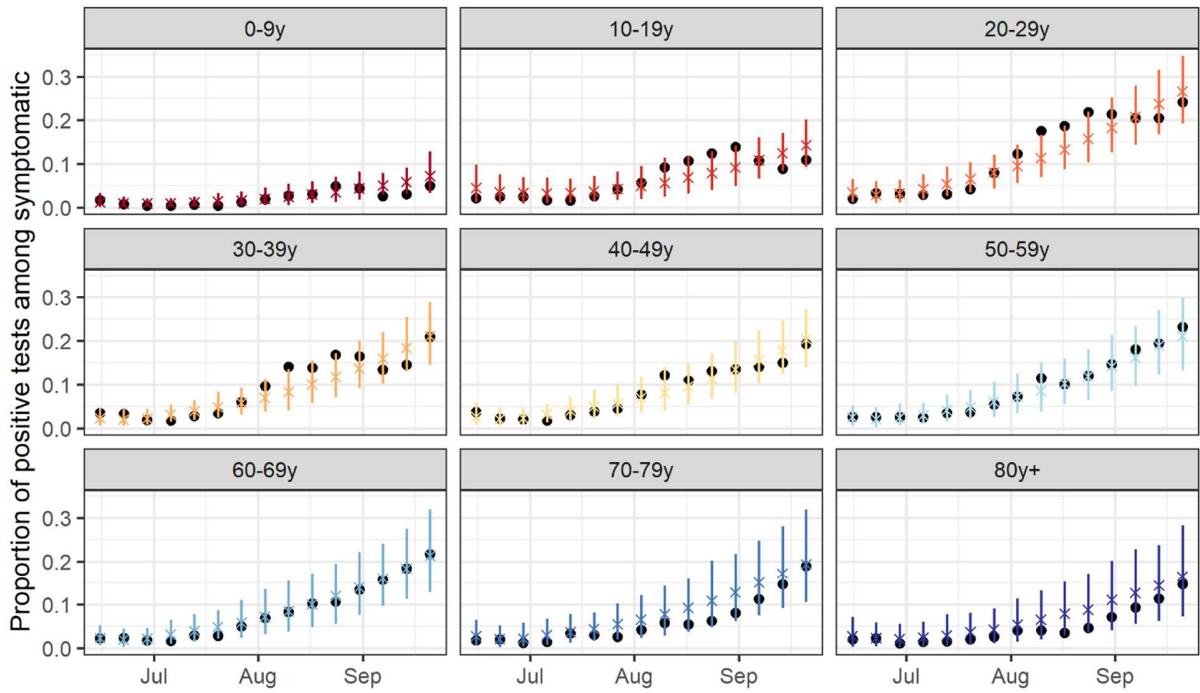 Proportion of positive tests among symptomatic
0-9y
10-19y
20-29y
0.3
0.2
0.1
0.0
30-39y
40-49y
50-59y
0.3
0.2
0.1
0.0
60-69y
70-79y
80y+
0.3
0.2
0.1
0.0
Jul Aug Sep
Jul Aug Sep
Jul Aug Sep